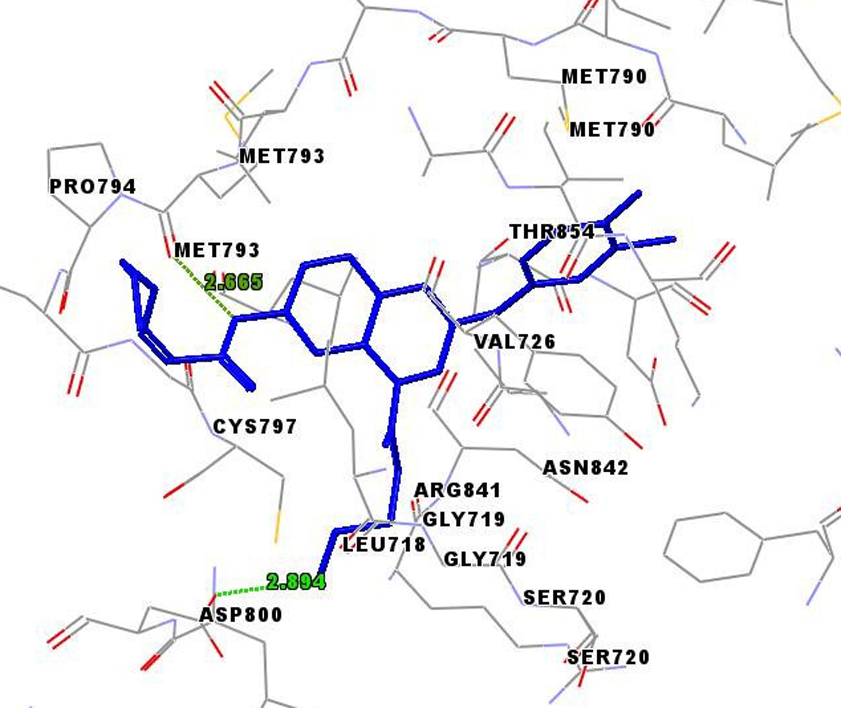 MET790
MET790
MET793
PRO794
THR854
MET793
2.665
VAL726
CYS797
ASN842
ARG841
GLY719
LEU718
GLY719
2.894
SER720
ASP800
SER720